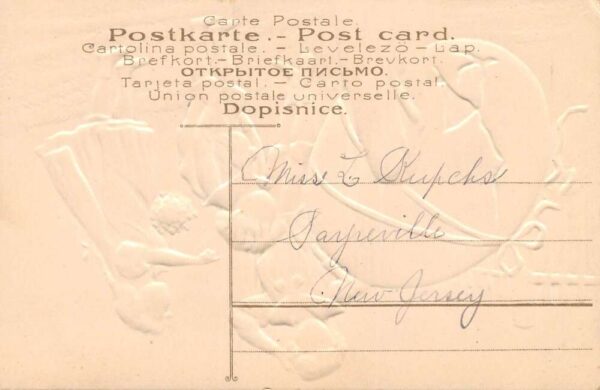 Carte Postale.
Postkarte.- Post card.
Cartolina postale. - Levelező - Lap.
Brefkort.- Briefkaart.- Brevkort.
ОТКРЫТОЕ ПИСЬМО.
Tarjeta postal. - Carto postal.
Union postale universelle.
Dopisnice.
Miss L
Sayreville
New Jersey